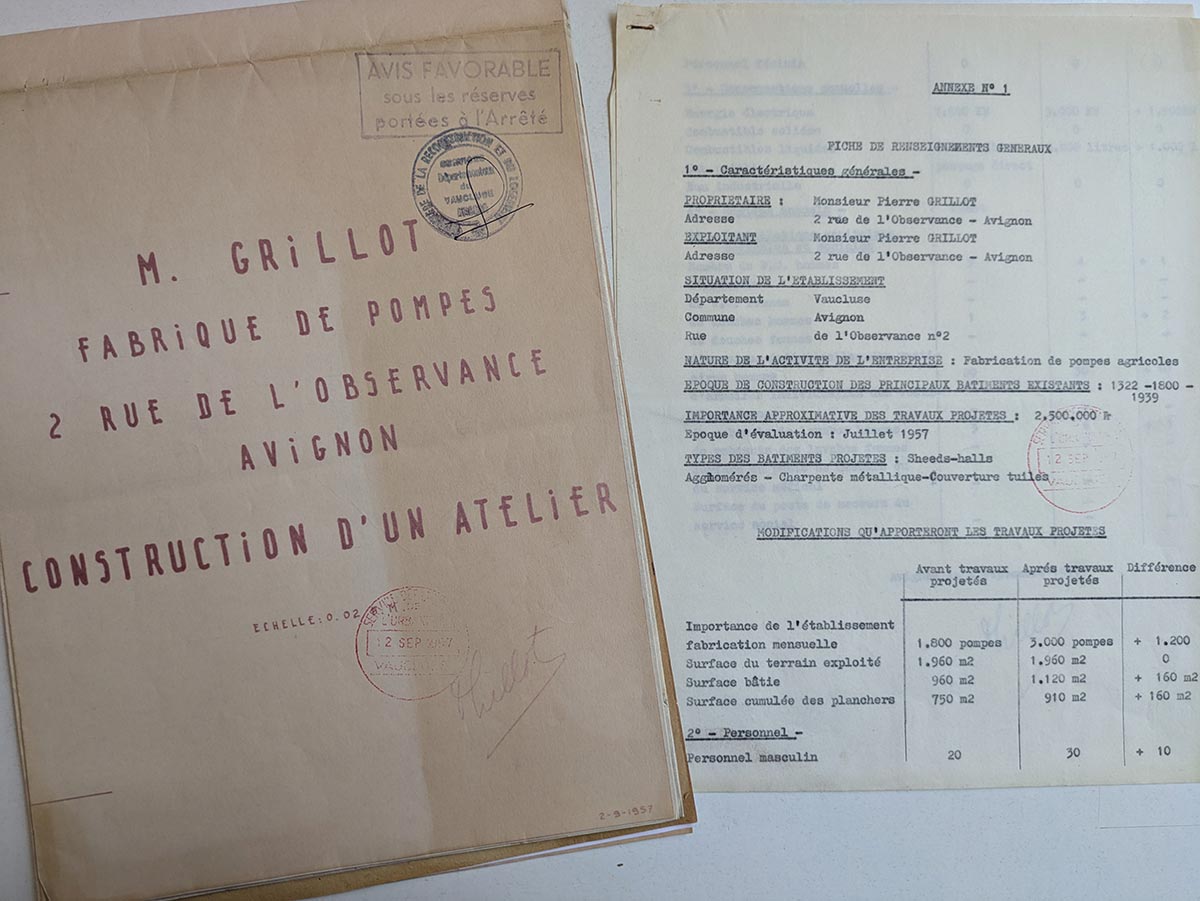 AVIS FAVORABLE
sous les réserves
portées à l'Arrêté
M. GRiLLOT
FABRiQUE DE POMPES
2 RUE DE L'OBSERVANCE
AViGNON
CONSTRUCTiON D'UN ATELiER
ECHELLE: 0.02
12 SEP 1957
VAUCLUSE
2-9-1957
ANNEXE N° 1
FICHE DE RENSEIGNEMENTS GENERAUX
1° - Caractéristiques générales -
PROPRIETAIRE : Monsieur Pierre GRILLOT
Adresse 2 rue de l'Observance - Avignon
EXPLOITANT Monsieur Pierre GRILLOT
Adresse 2 rue de l'Observance - Avignon
SITUATION DE L'ETABLISSEMENT
Département Vaucluse
Commune Avignon
Rue de l'Observance n°2
NATURE DE L'ACTIVITE DE L'ENTREPRISE : Fabrication de pompes agricoles
EPOQUE DE CONSTRUCTION DES PRINCIPAUX BATIMENTS EXISTANTS : 1322 -1800 -
1939
IMPORTANCE APPROXIMATIVE DES TRAVAUX PROJETES : 2.500.000 Fr
Epoque d'évaluation : Juillet 1957
TYPES DES BATIMENTS PROJETES : Sheeds-halls
Agglomérés - Charpente métallique-Couverture tuiles
12 SEP
VAUCLUSE
MODIFICATIONS QU'APPORTERONT LES TRAVAUX PROJETES
Avant travaux Aprés travaux Différence
projetés projetés
Importance de l'établissement
fabrication mensuelle 1.800 pompes 3.000 pompes + 1.200
Surface du terrain exploité 1.960 m2 1.960 m2 0
Surface bâtie 960 m2 1.120 m2 + 160 m2
Surface cumulée des planchers 750 m2 910 m2 + 160 m2
2° - Personnel -
Personnel masculin 20 30 + 10